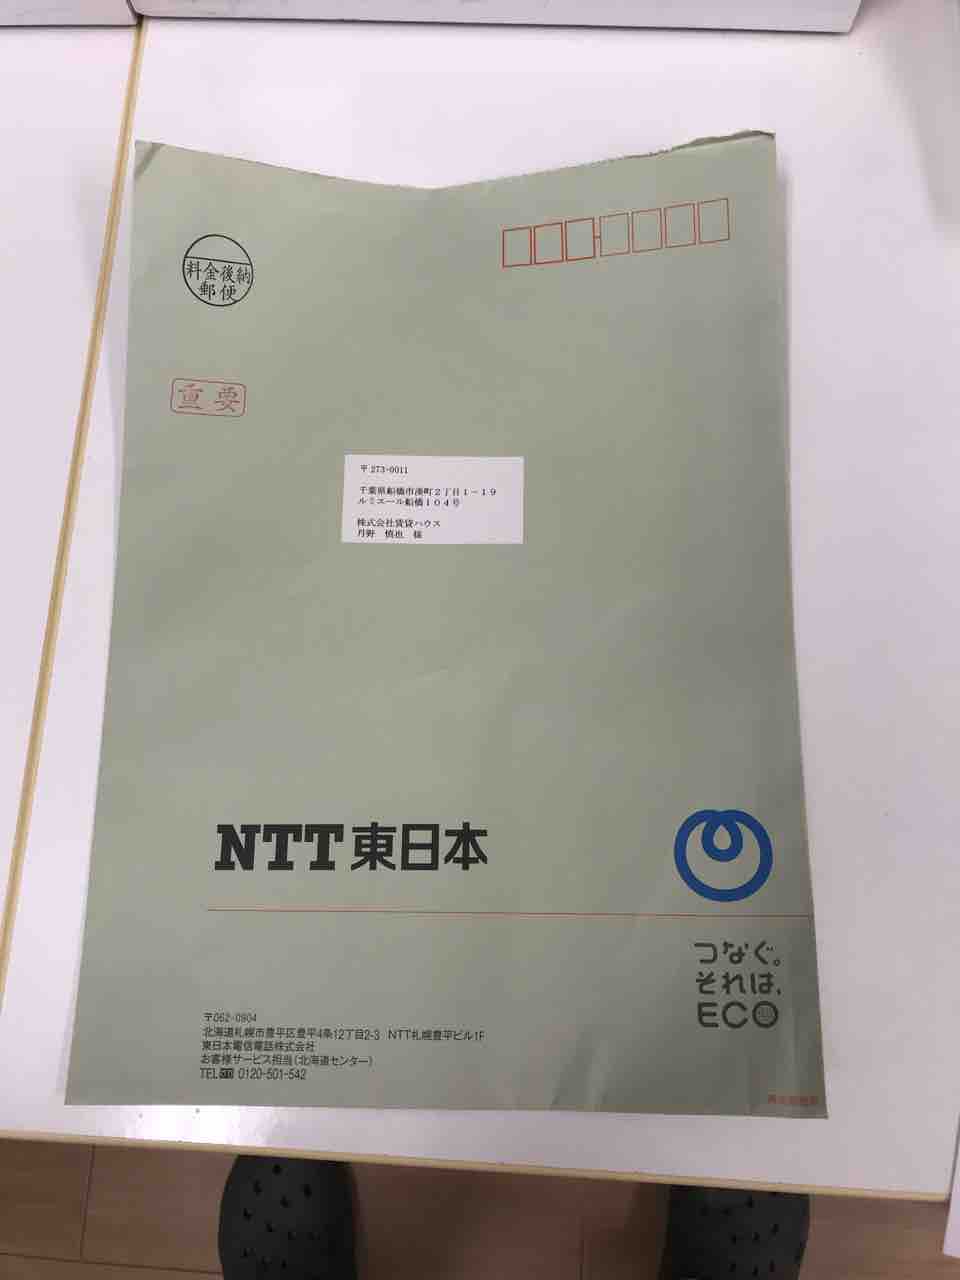 料金後納
郵便
重要
〒273-0011
千葉県船橋市湊町2丁目1-19
ルミエール船橋104号
株式会社賃貸ハウス
丹野 慎也 様
NTT東日本
つなぐ。
それは、
ECO
〒062-0904
北海道札幌市豊平区豊平4条12丁目2-3 NTT札幌豊平ビル1F
東日本電信電話株式会社
お客様サービス担当(北海道センター)
TEL 0120-501-542